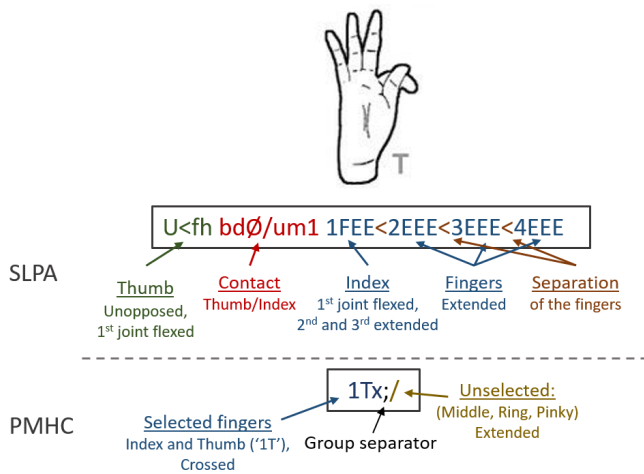 T
U<fh bdØ/um1 1FEE<2EEE<3EEE<4EEE
SLPA
Thumb
Unopposed,
1st joint flexed
Contact
Thumb/Index
Index
1st joint flexed,
2nd and 3rd extended
Fingers
Extended
Separation
of the fingers
1Tx;/
PMHC
Selected fingers
Index and Thumb ('1T'),
Crossed
Group separator
Unselected:
(Middle, Ring, Pinky)
Extended